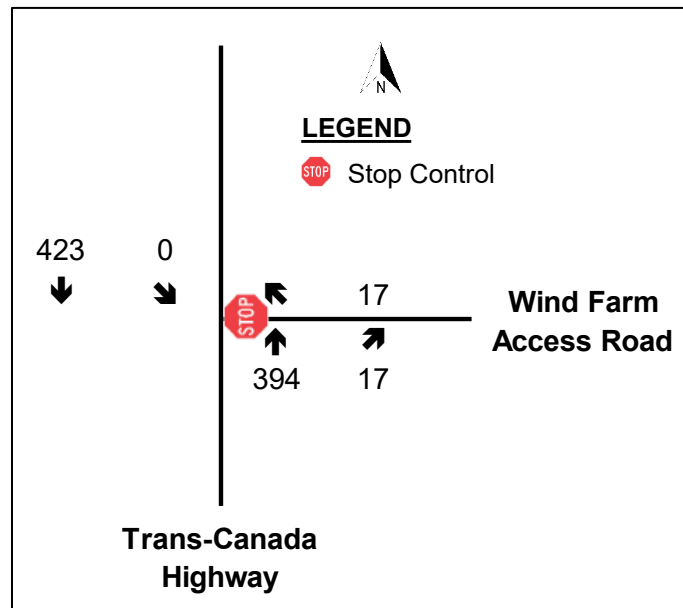 N
LEGEND
STOP Stop Control
423 0
17
STOP
Wind Farm
Access Road
394 17
Trans-Canada
Highway